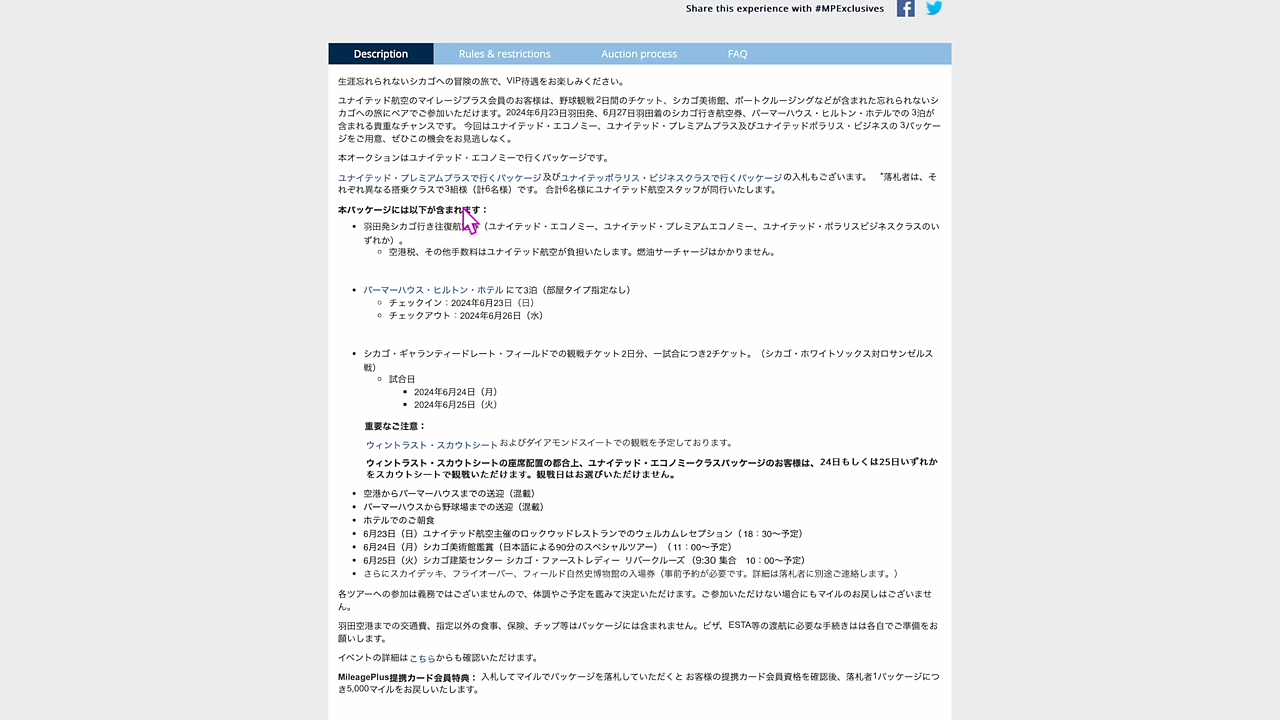 Share this experience with #MPExclusives
Description Rules & restrictions Auction process FAQ
生涯忘れられないシカゴへの冒険の旅で、VIP待遇をお楽しみください。
ユナイテッド航空のマイレージプラス会員のお客様は、野球観戦2日間のチケット、シカゴ美術館、ボートクルージングなどが含まれた忘れられないシ
カゴへの旅にペアでご参加いただけます。2024年6月23日羽田発、6月27日羽田着のシカゴ行き航空券、パーマーハウス・ヒルトン・ホテルでの 3泊が
含まれる貴重なチャンスです。 今回はユナイテッド・エコノミー、ユナイテッド・プレミアムプラス及びユナイテッドポラリス・ビジネスの 3パッケー
ジをご用意、ぜひこの機会をお見逃しなく。
本オークションはユナイテッド・エコノミーで行くパッケージです。
ユナイテッド・プレミアムプラスで行くパッケージ及びユナイテッポラリス・ビジネスクラスで行くパッケージの入札もございます。 *落札者は、そ
れぞれ異なる搭乗クラスで3組様（計6名様）です。 合計6名様にユナイテッド航空スタッフが同行いたします。
本パッケージには以下が含まれます：
• 羽田発シカゴ行き往復航（ユナイテッド・エコノミー、ユナイテッド・プレミアムエコノミー、ユナイテッド・ポラリスビジネスクラスのい
ずれか）。
◦ 空港税、その他手数料はユナイテッド航空が負担いたします。燃油サーチャージはかかりません。
• パーマーハウス・ヒルトン・ホテル にて3泊（部屋タイプ指定なし）
◦ チェックイン：2024年6月23日（日）
◦ チェックアウト：2024年6月26日（水）
• シカゴ・ギャランティードレート・フィールドでの観戦チケット 2日分、一試合につき2チケット。（シカゴ・ホワイトソックス対ロサンゼルス
戦）
◦ 試合日
▪ 2024年6月24日（月）
▪ 2024年6月25日（火）
重要なご注意：
ウィントラスト・スカウトシートおよびダイアモンドスイートでの観戦を予定しております。
ウィントラスト・スカウトシートの座席配置の都合上、ユナイテッド・エコノミークラスパッケージのお客様は、24日もしくは25日いずれか
をスカウトシートで観戦いただけます。観戦日はお選びいただけません。
• 空港からパーマーハウスまでの送迎（混載）
• パーマーハウスから野球場までの送迎（混載）
• ホテルでのご朝食
• 6月23日（日）ユナイテッド航空主催のロックウッドレストランでのウェルカムレセプション（ 18：30〜予定）
• 6月24日（月）シカゴ美術館鑑賞（日本語による90分のスペシャルツアー）（ 11：00〜予定）
• 6月25日（火）シカゴ建築センター シカゴ・ファーストレディー リバークルーズ （9:30 集合 10：00〜予定）
• さらにスカイデッキ、フライオーバー、フィールド自然史博物館の入場券（事前予約が必要です。詳細は落札者に別途ご連絡します。）
各ツアーへの参加は義務ではございませんので、体調やご予定を鑑みて決定いただけます。ご参加いただけない場合にもマイルのお戻しはございませ
ん。
羽田空港までの交通費、指定以外の食事、保険、チップ等はパッケージには含まれません。ビザ、ESTA等の渡航に必要な手続きはは各自でご準備をお
願いします。
イベントの詳細はこちらからも確認いただけます。
MileagePlus提携カード会員特典： 入札してマイルでパッケージを落札していただくと お客様の提携カード会員資格を確認後、落札者1パッケージにつ
き5,000マイルをお戻しいたします。